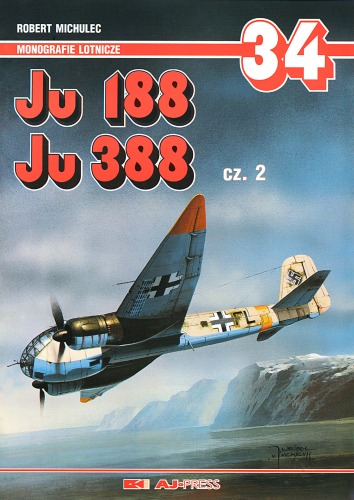 ROBERT MICHULEC
MONOGRAFIE LOTNICZE
34
Ju 188
Ju 388
cz. 2
AJ-PRESS